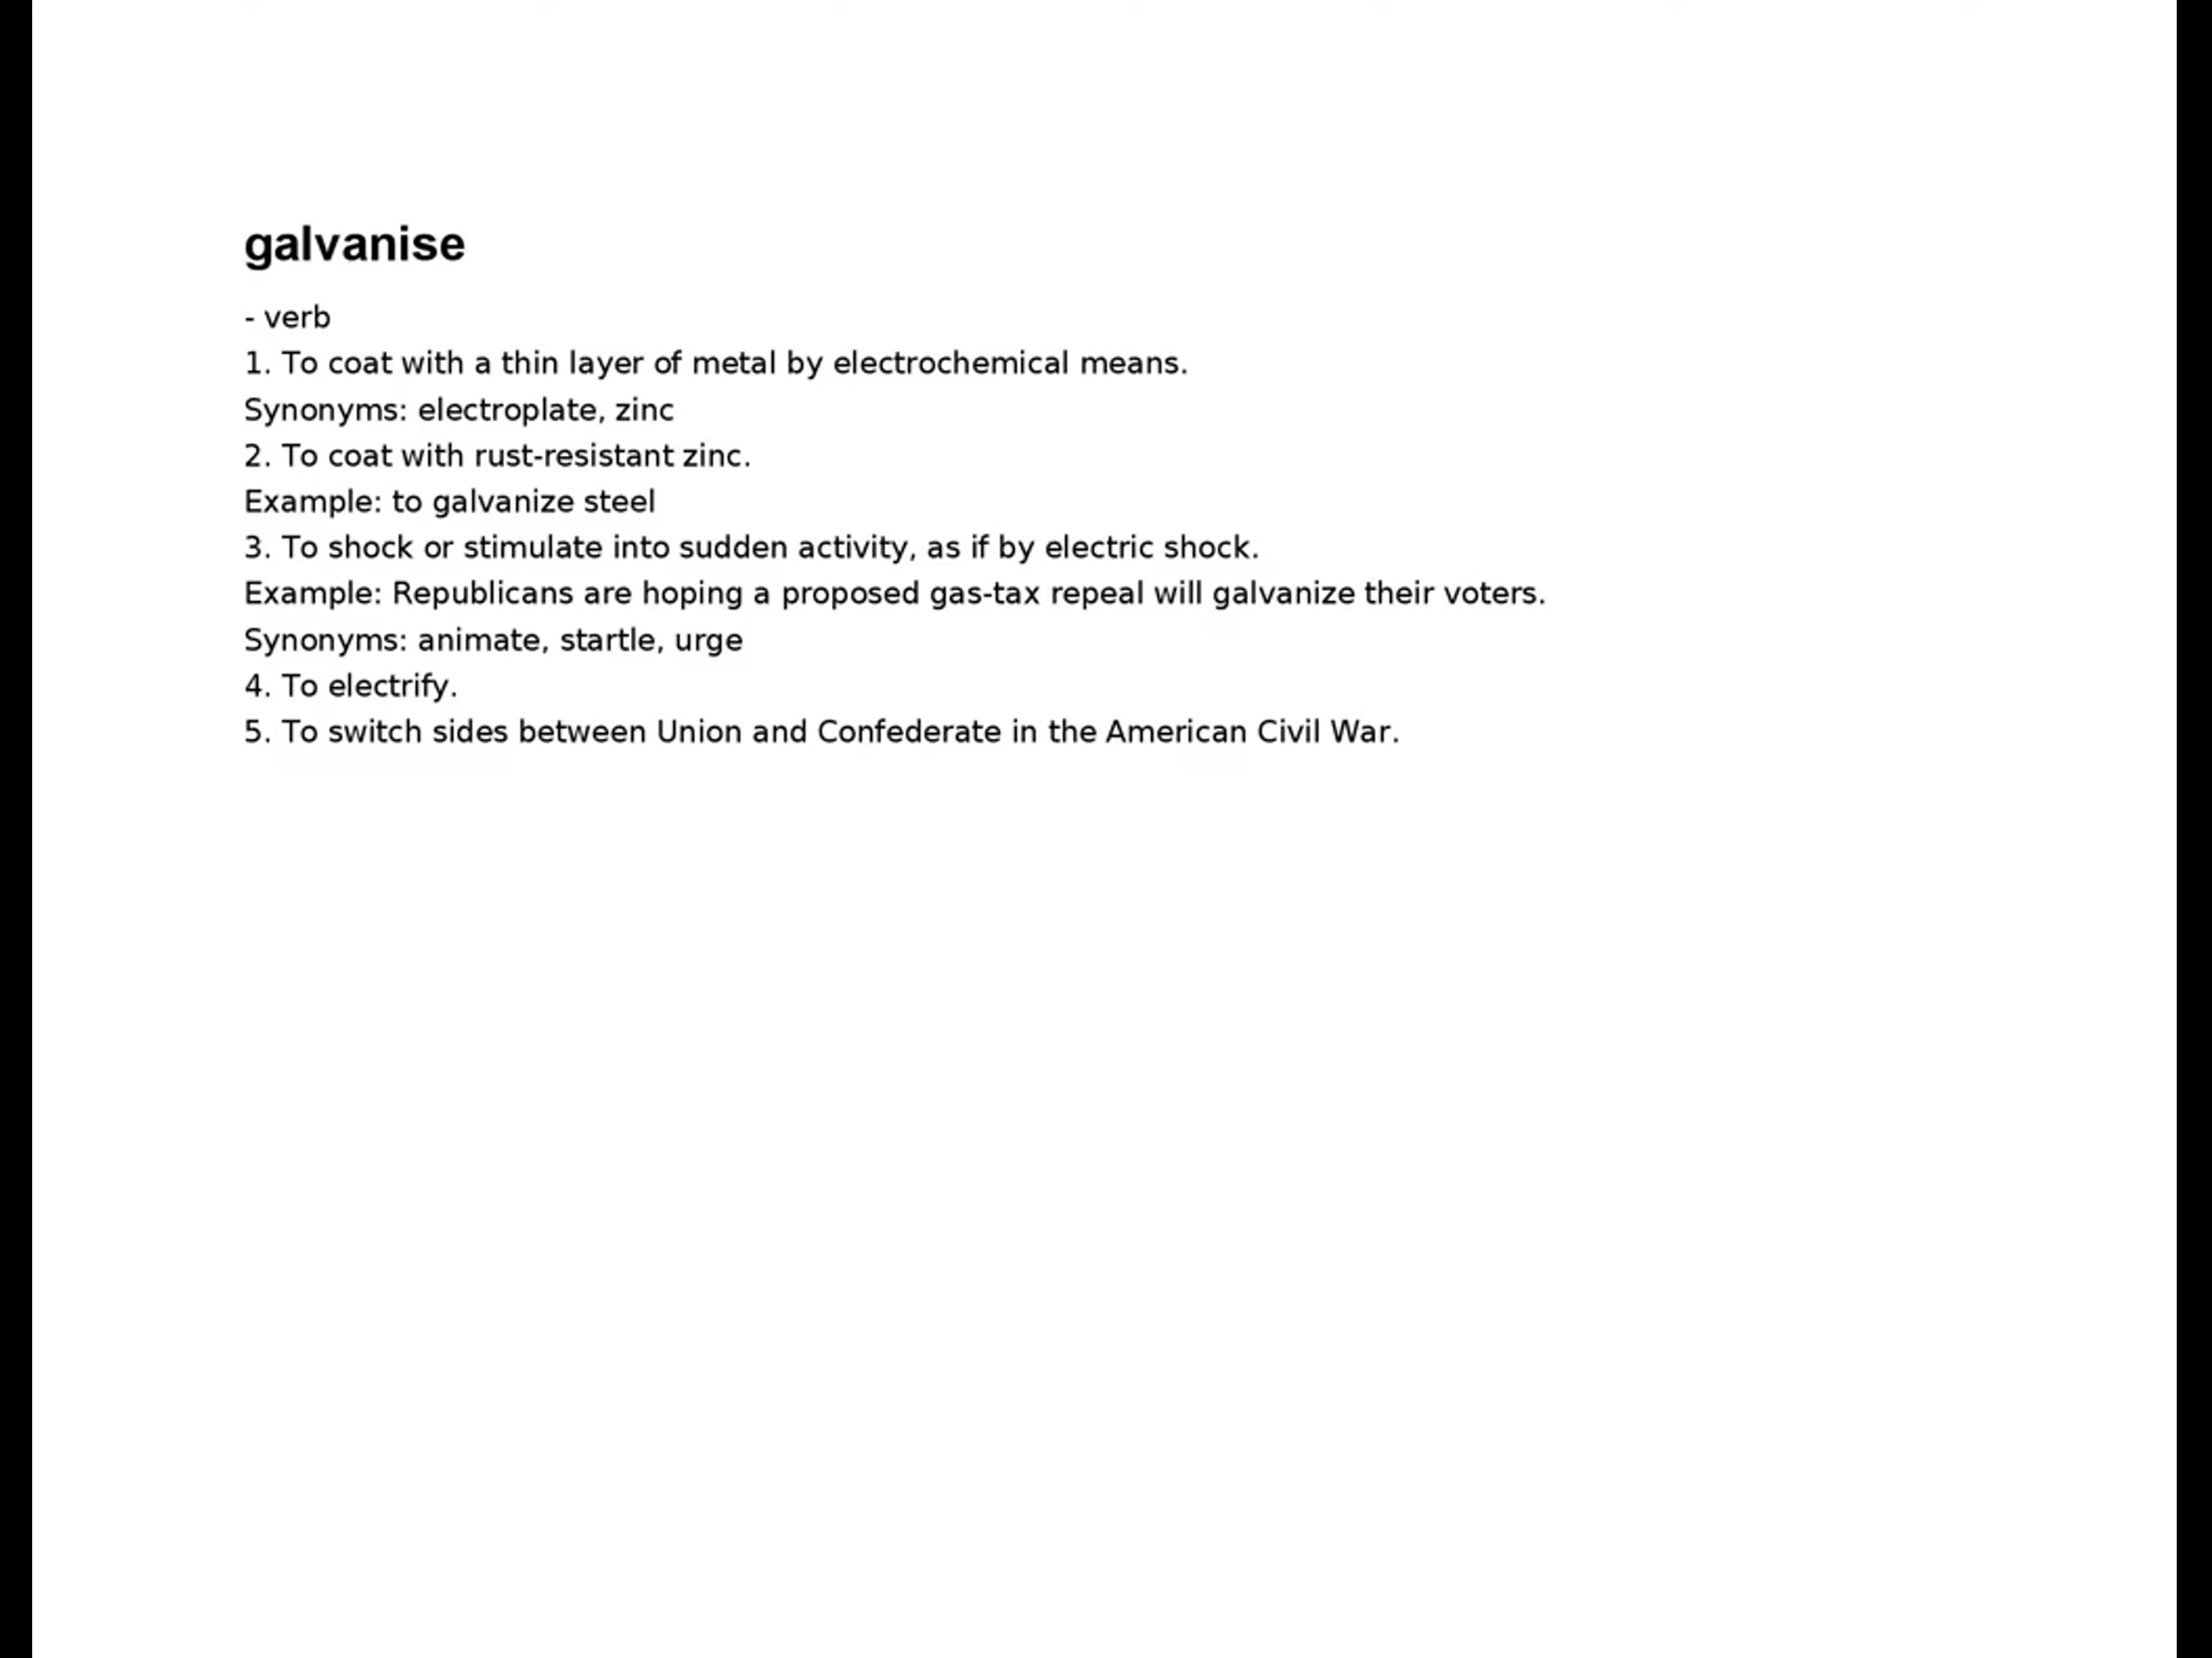 galvanise
- verb
1. To coat with a thin layer of metal by electrochemical means.
Synonyms: electroplate, zinc
2. To coat with rust-resistant zinc.
Example: to galvanize steel
3. To shock or stimulate into sudden activity, as if by electric shock.
Example: Republicans are hoping a proposed gas-tax repeal will galvanize their voters.
Synonyms: animate, startle, urge
4. To electrify.
5. To switch sides between Union and Confederate in the American Civil War.